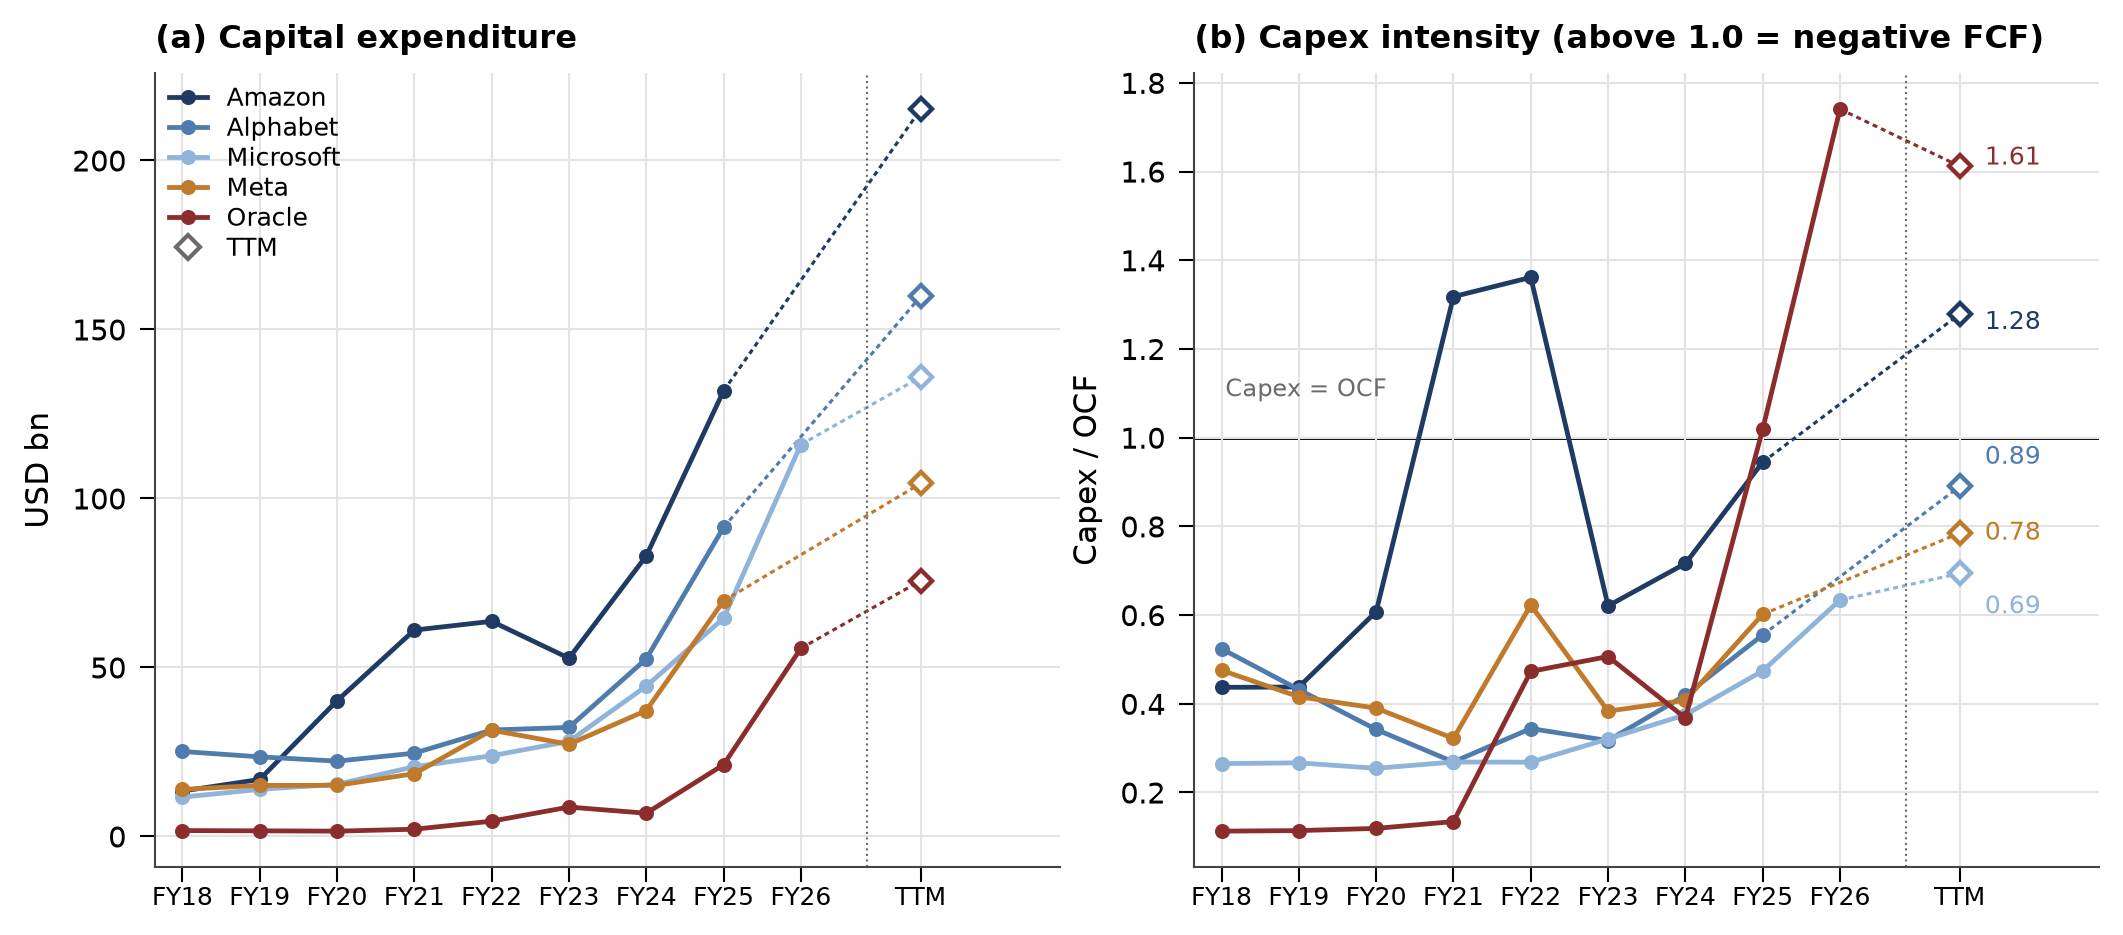 (a) Capital expenditure
USD bn
200
150
100
50
0
Amazon
Alphabet
Microsoft
Meta
Oracle
TTM
FY18 FY19 FY20 FY21 FY22 FY23 FY24 FY25 FY26 TTM
(b) Capex intensity (above 1.0 = negative FCF)
Capex / OCF
1.8
1.6
1.4
1.2
1.0
0.8
0.6
0.4
0.2
Capex = OCF
1.61
1.28
0.89
0.78
0.69
FY18 FY19 FY20 FY21 FY22 FY23 FY24 FY25 FY26 TTM